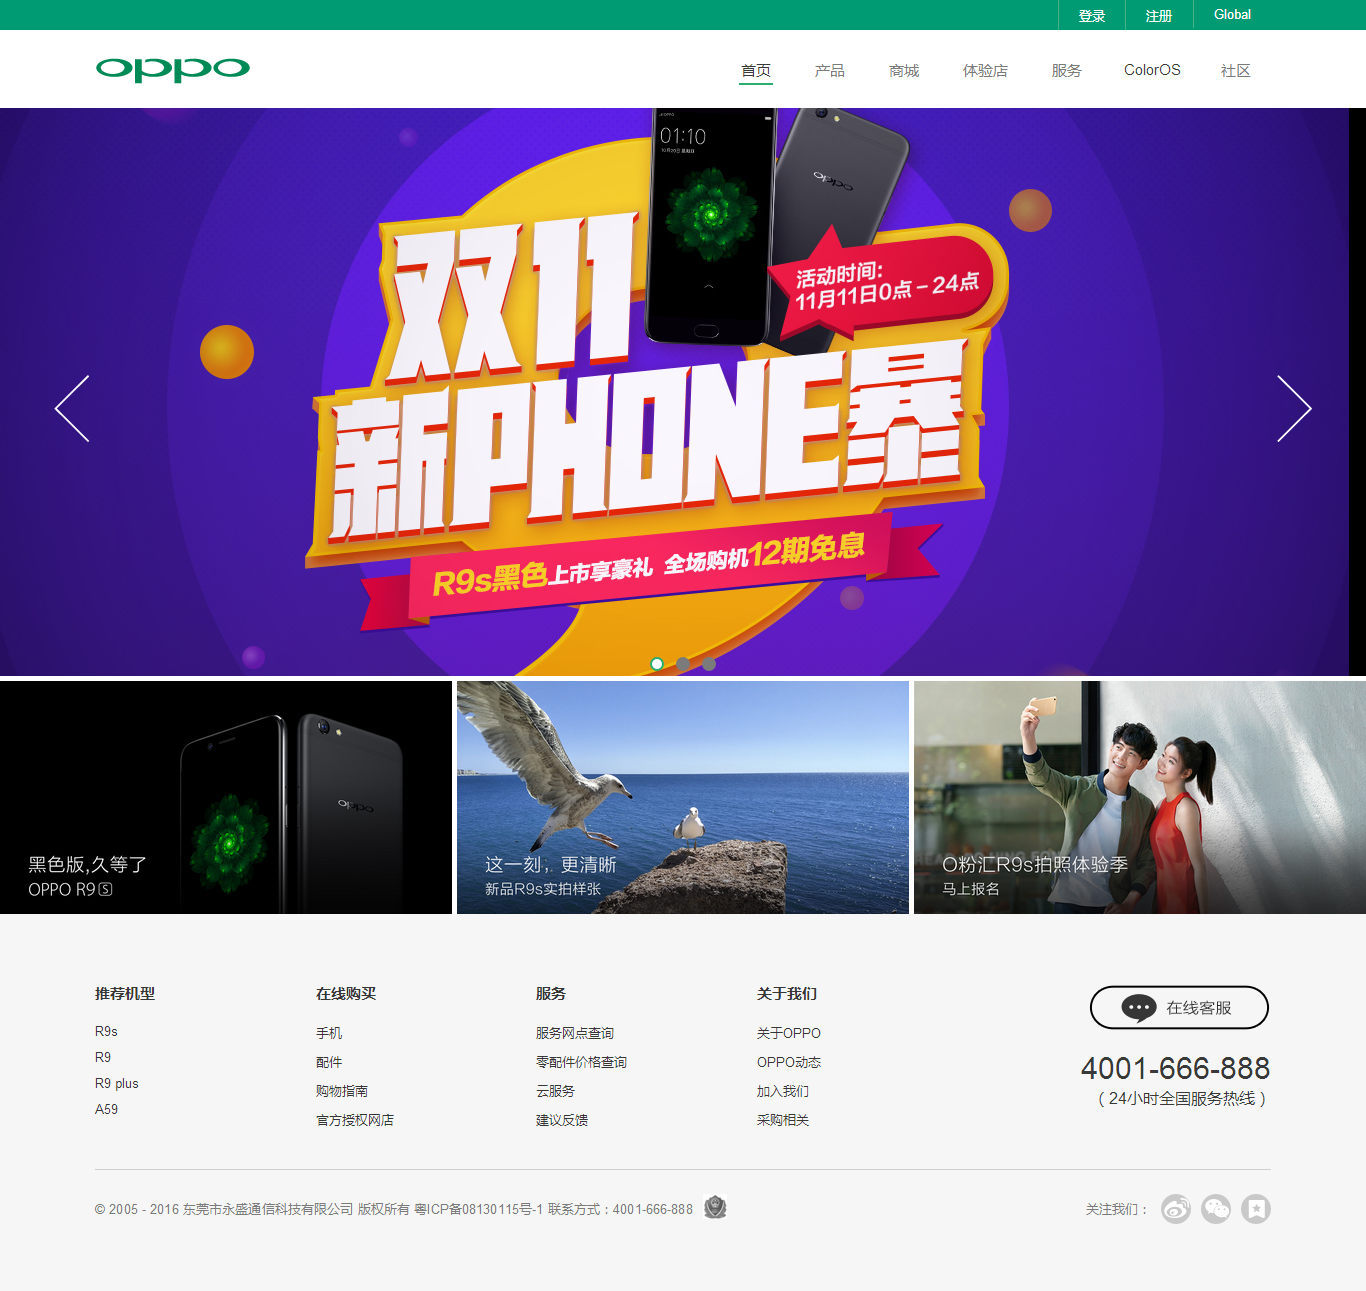 登录 注册 Global
oppo
首页 产品 商城 体验店 服务 ColorOS 社区
01:10
oppo
双11
活动时间:
11月11日0点-24点
新PHONE暴
R9s黑色上市享豪礼 全场购机12期免息
oppo
黑色版,久等了
OPPO R9 S
这一刻，更清晰
新品R9s实拍样张
O粉汇R9s拍照体验季
马上报名
推荐机型
R9s
R9
R9 plus
A59
在线购买
手机
配件
购物指南
官方授权网店
服务
服务网点查询
零配件价格查询
云服务
建议反馈
关于我们
关于OPPO
OPPO动态
加入我们
采购相关
在线客服
4001-666-888
（24小时全国服务热线）
© 2005 - 2016 东莞市永盛通信科技有限公司 版权所有 粤ICP备08130115号-1 联系方式：4001-666-888
关注我们：